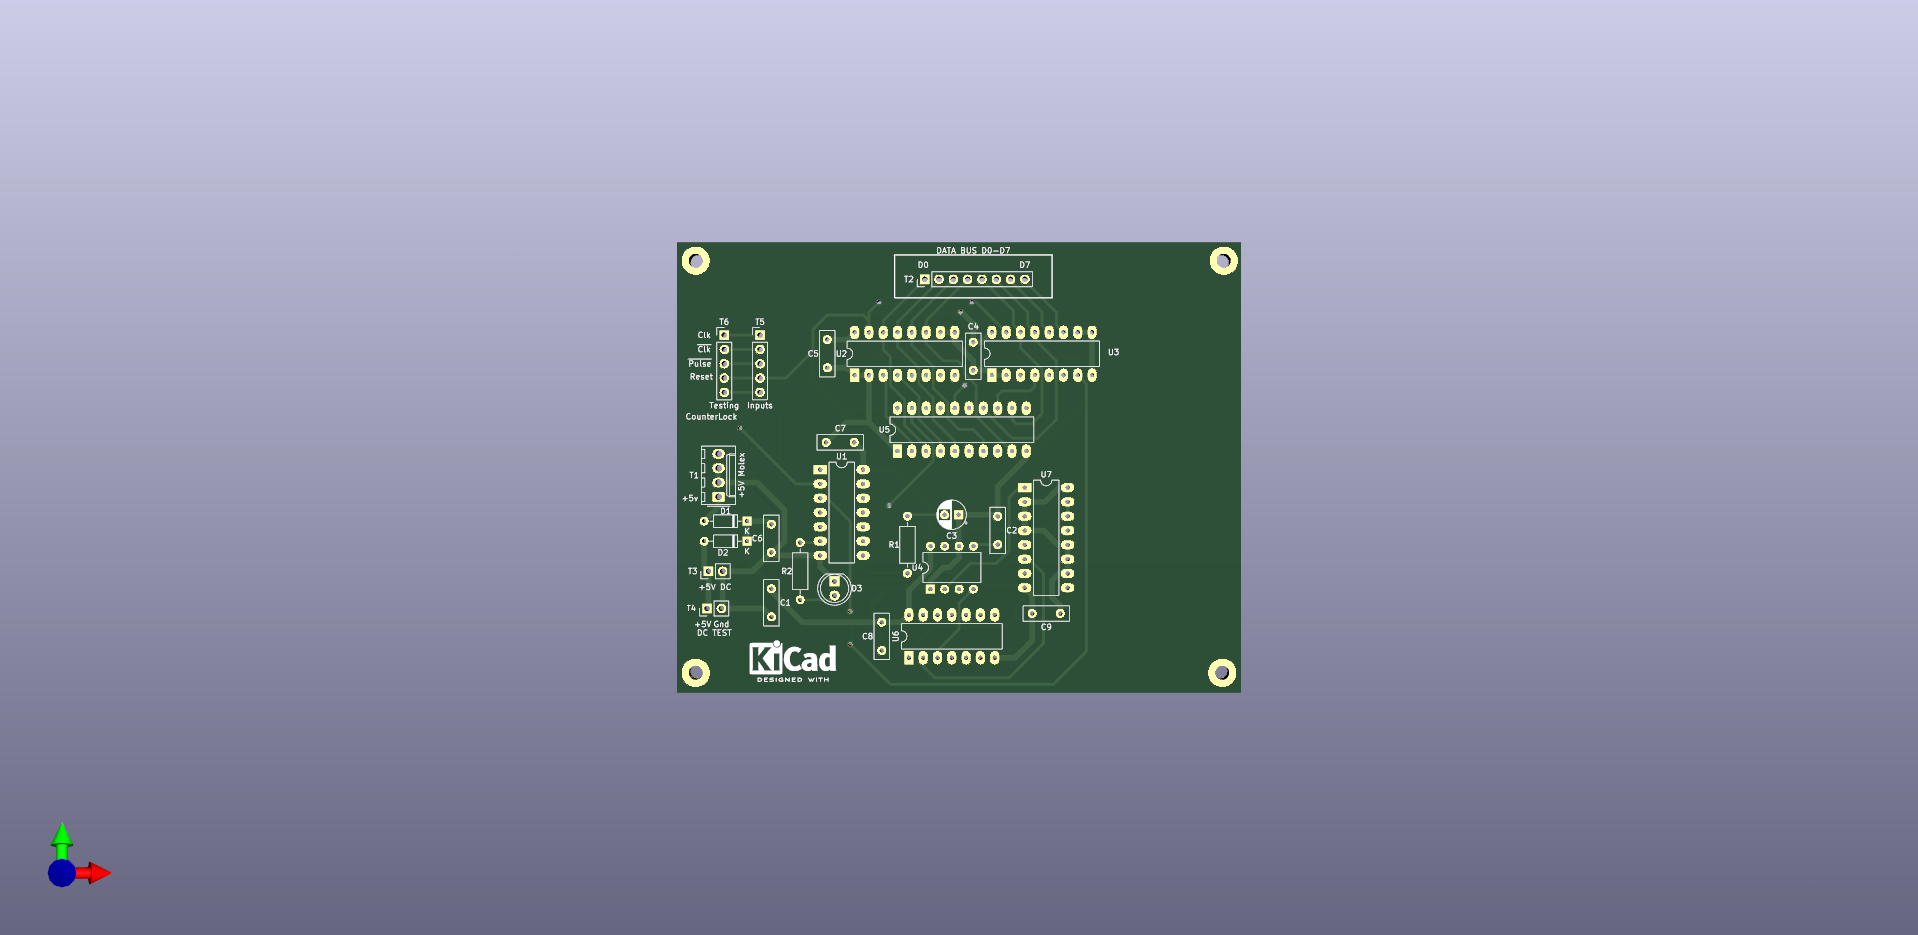 DATA BUS D0-D7
D0
D7
T2
T6
T5
Clk
Clk
Pulse
Reset
Testing
Inputs
CounterLock
C5
U2
C4
U3
U5
C7
U1
U7
T1
+5V Molex
+5v
D1
K
K
D2
C6
C3
C2
R1
R2
U4
T3
+5V DC
D3
C1
T4
+5V Gnd
DC TEST
C8
U6
C9
KiCad
DESIGNED WITH